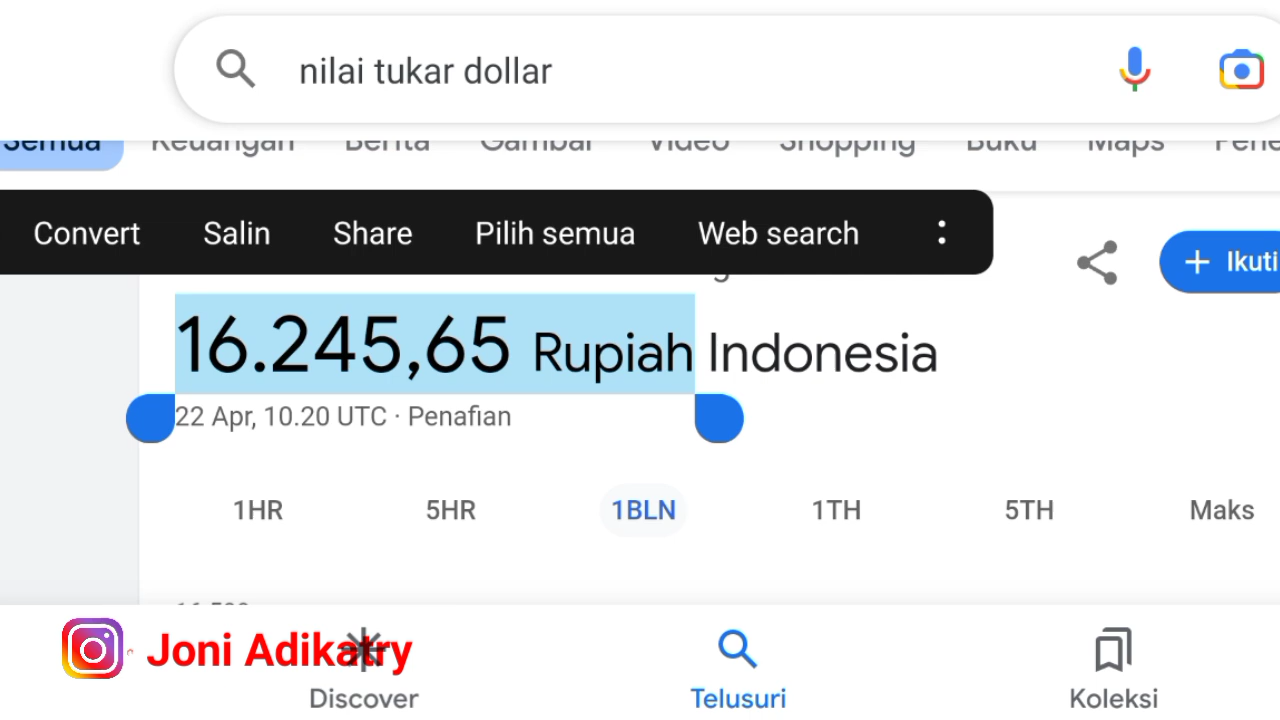 nilai tukar dollar
Semua Keuangan Berita Gambar Video Shopping Buku Maps
Convert Salin Share Pilih semua Web search
+ Ikuti
16.245,65 Rupiah Indonesia
22 Apr, 10.20 UTC · Penafian
1HR 5HR 1BLN 1TH 5TH Maks
Joni Adikatry
Discover Telusuri Koleksi